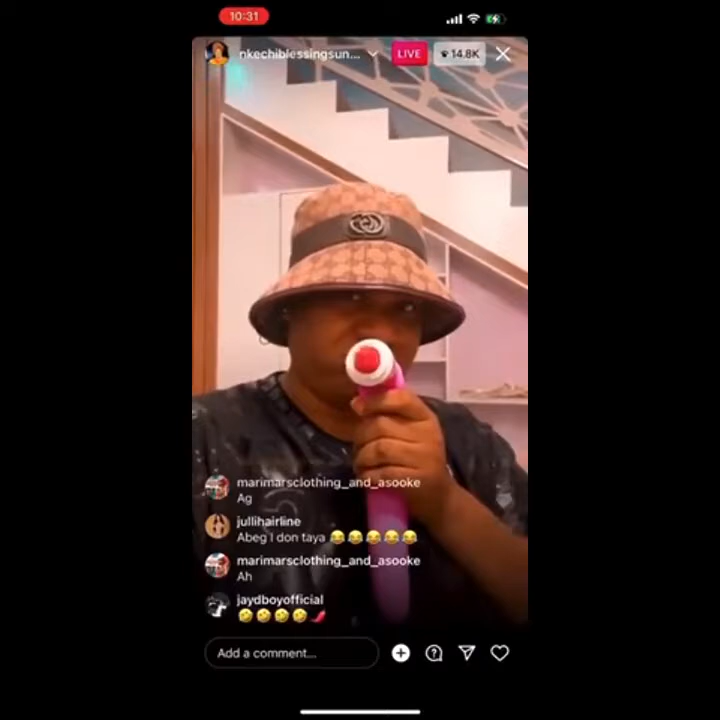 10:31
nkechiblessingsun...
LIVE
14.8K
marimarsclothing_and_asooke
Ag
jullihairline
Abeg I don taya 😂😂😂😂😂
marimarsclothing_and_asooke
Ah
jaydboyofficial
🤣🤣🤣🤣🌶️
Add a comment...